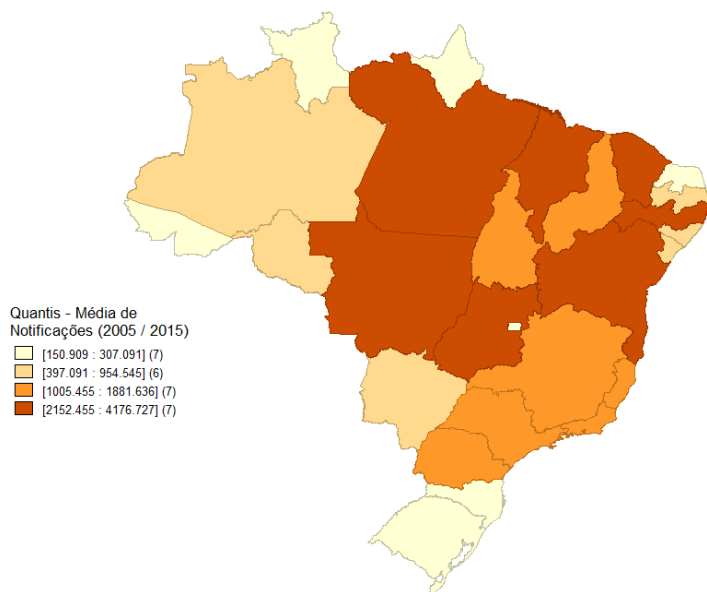 Quantis - Média de
Notificações (2005 / 2015)
[150.909 : 307.091] (7)
[397.091 : 954.545] (6)
[1005.455 : 1881.636] (7)
[2152.455 : 4176.727] (7)